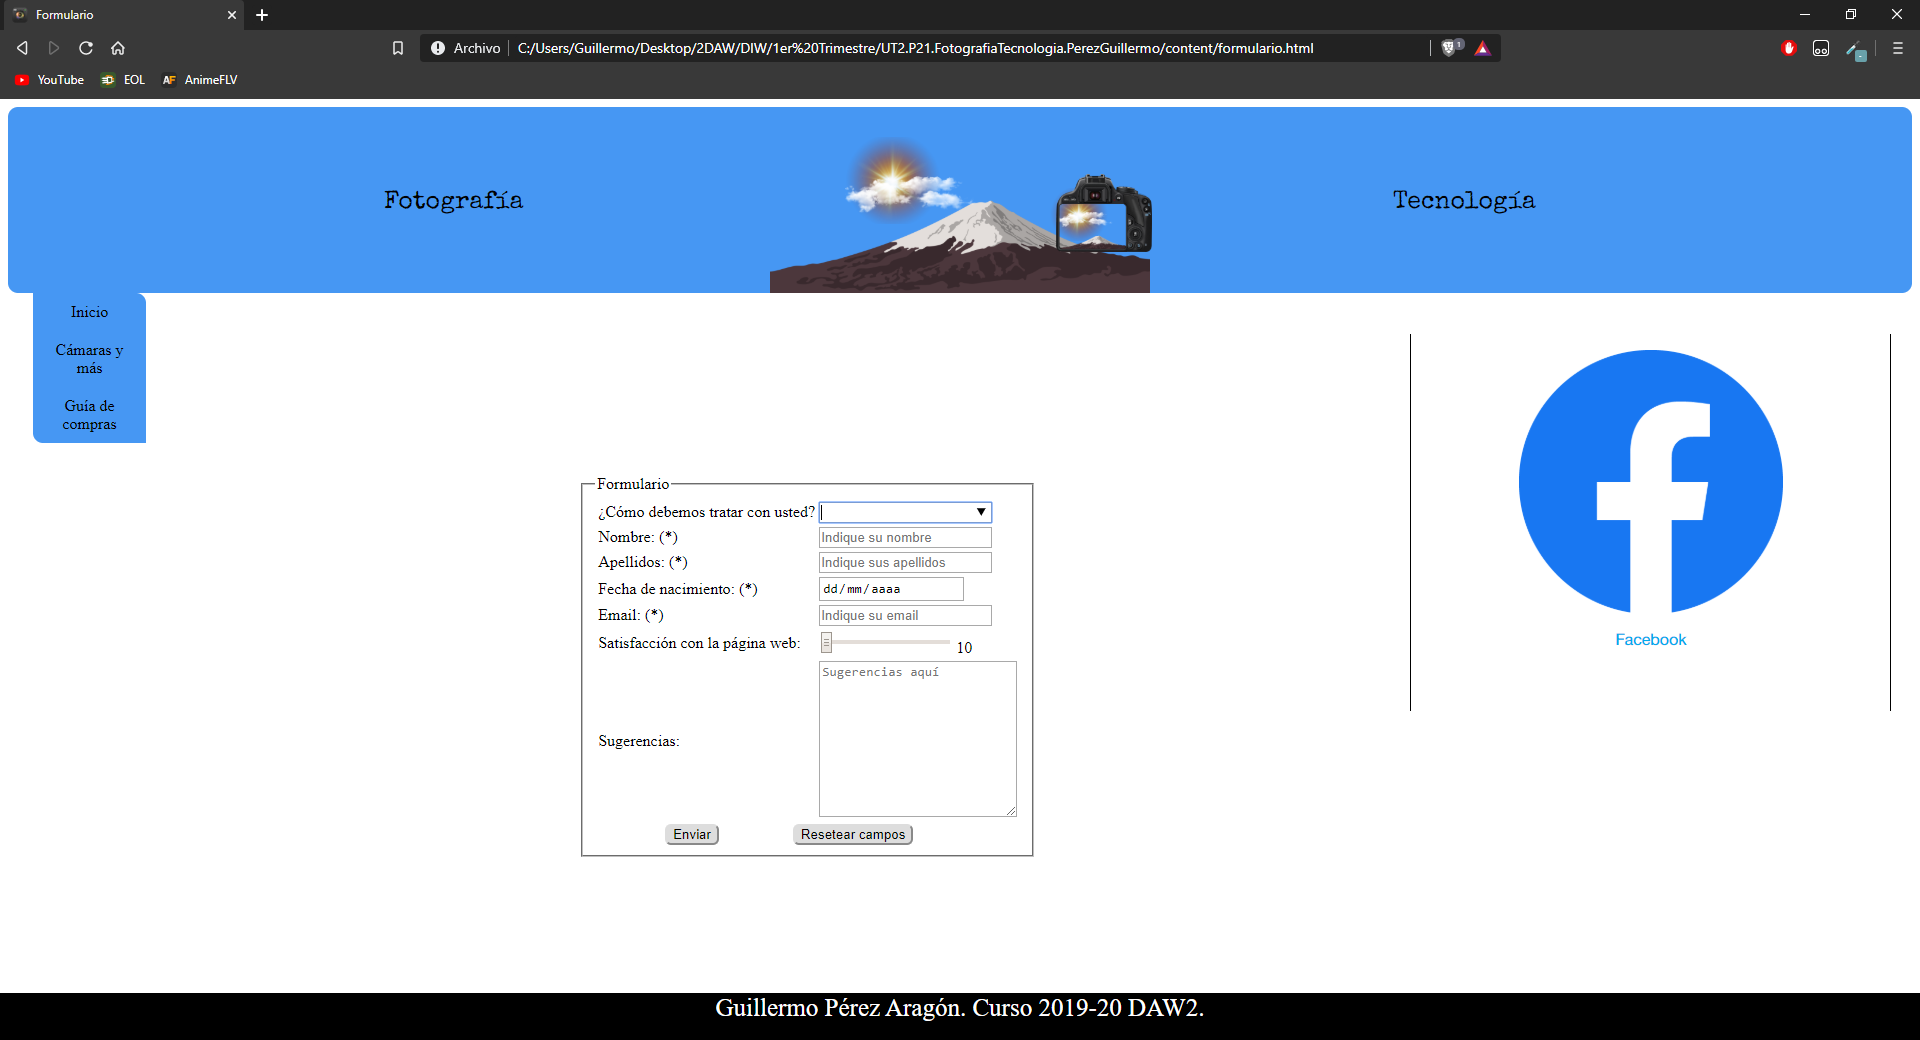 Formulario
Archivo C:/Users/Guillermo/Desktop/2DAW/DIW/1er%20Trimestre/UT2.P21.FotografiaTecnologia.PerezGuillermo/content/formulario.html
1
YouTube EOL AF AnimeFLV
Fotografía Tecnología
Inicio
Cámaras y
más
Guía de
compras
Formulario
¿Cómo debemos tratar con usted?
Nombre: (*) Indique su nombre
Apellidos: (*) Indique sus apellidos
Fecha de nacimiento: (*) dd/mm/aaaa
Email: (*) Indique su email
Satisfacción con la página web: 10
Sugerencias: Sugerencias aquí
Enviar Resetear campos
Facebook
Guillermo Pérez Aragón. Curso 2019-20 DAW2.